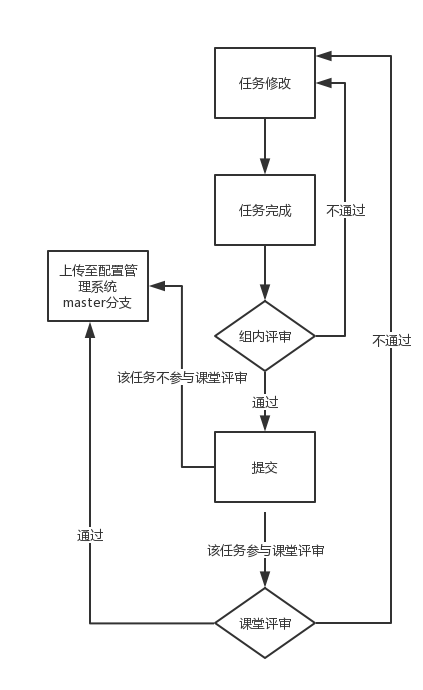 任务修改
任务完成
不通过
上传至配置管
理系统
master分支
组内评审
不通过
该任务不参与课堂评审
通过
提交
通过
该任务参与课堂评审
课堂评审